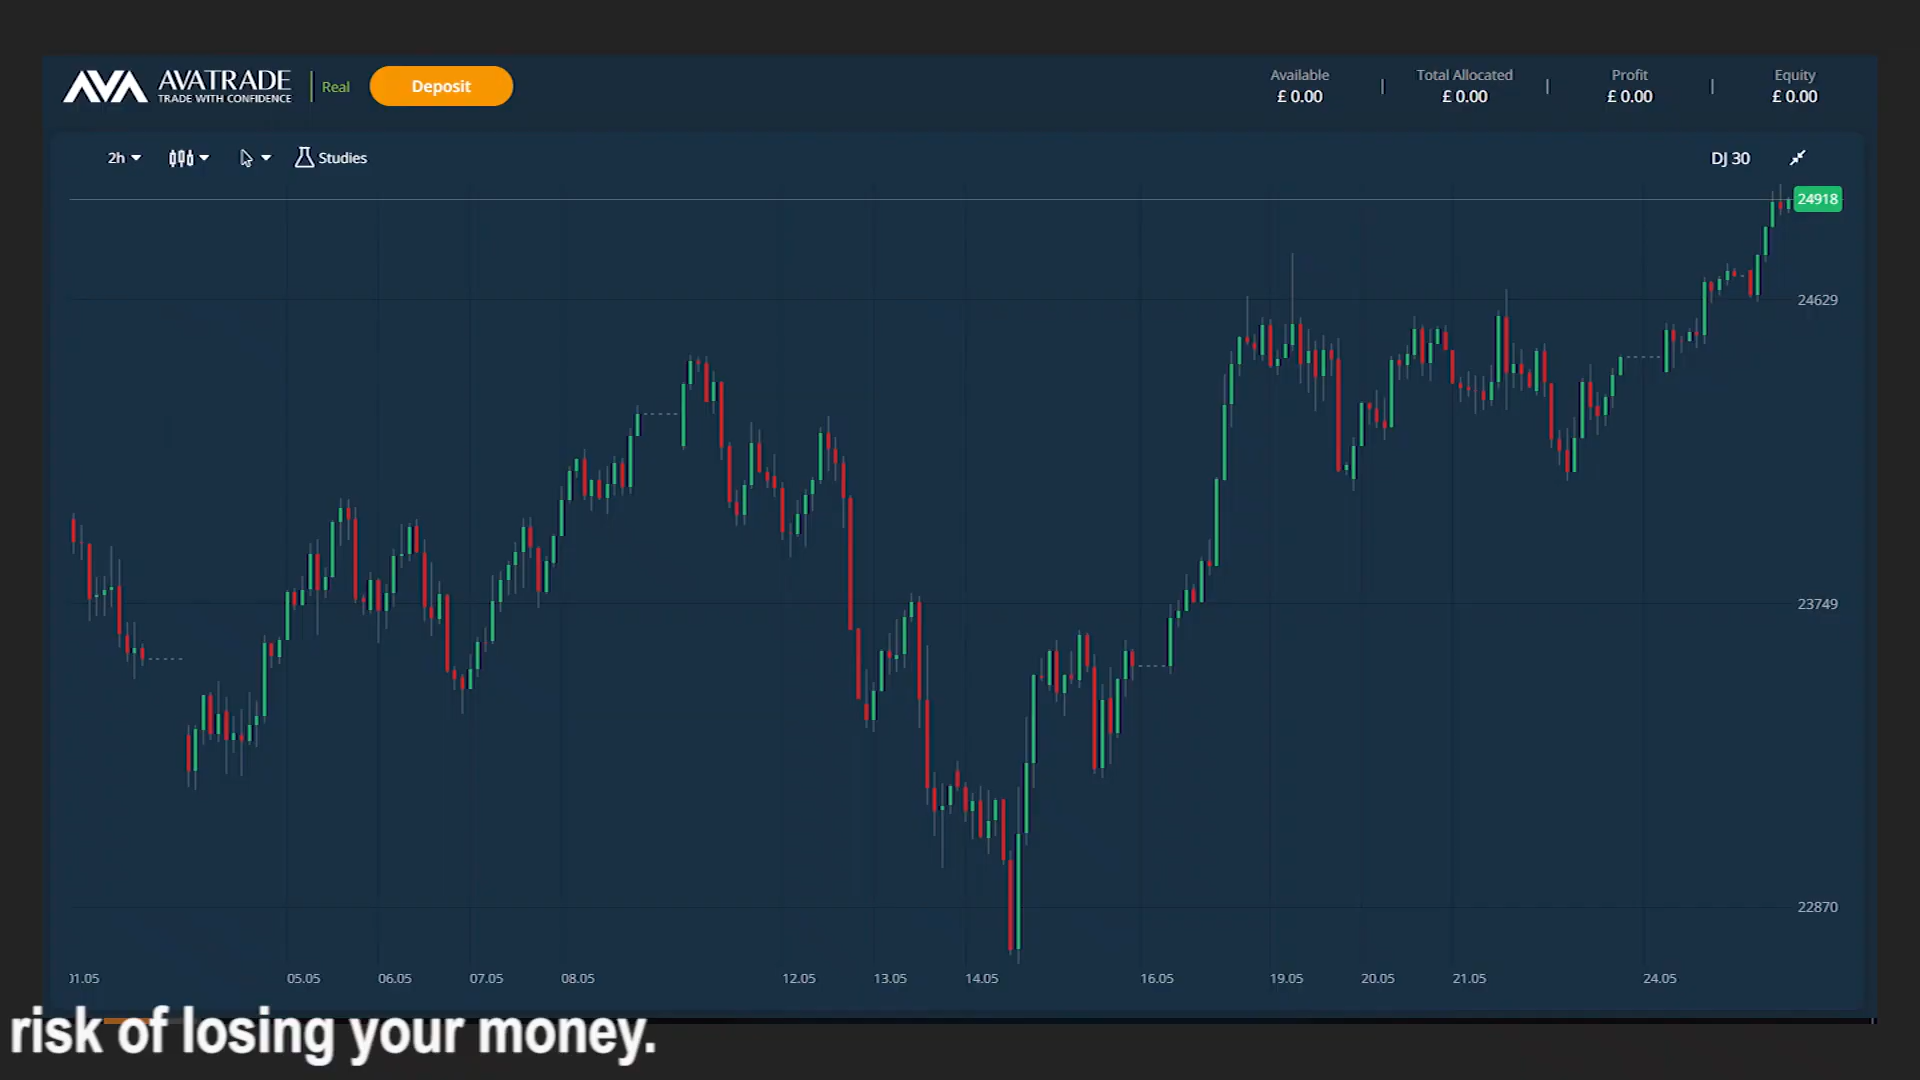 AVATRADE
TRADE WITH CONFIDENCE
Real
Deposit
Available
£ 0.00
Total Allocated
£ 0.00
Profit
£ 0.00
Equity
£ 0.00
2h
Studies
DJ 30
24918
24629
23749
22870
01.05 05.05 06.05 07.05 08.05 12.05 13.05 14.05 16.05 19.05 20.05 21.05 24.05
risk of losing your money.